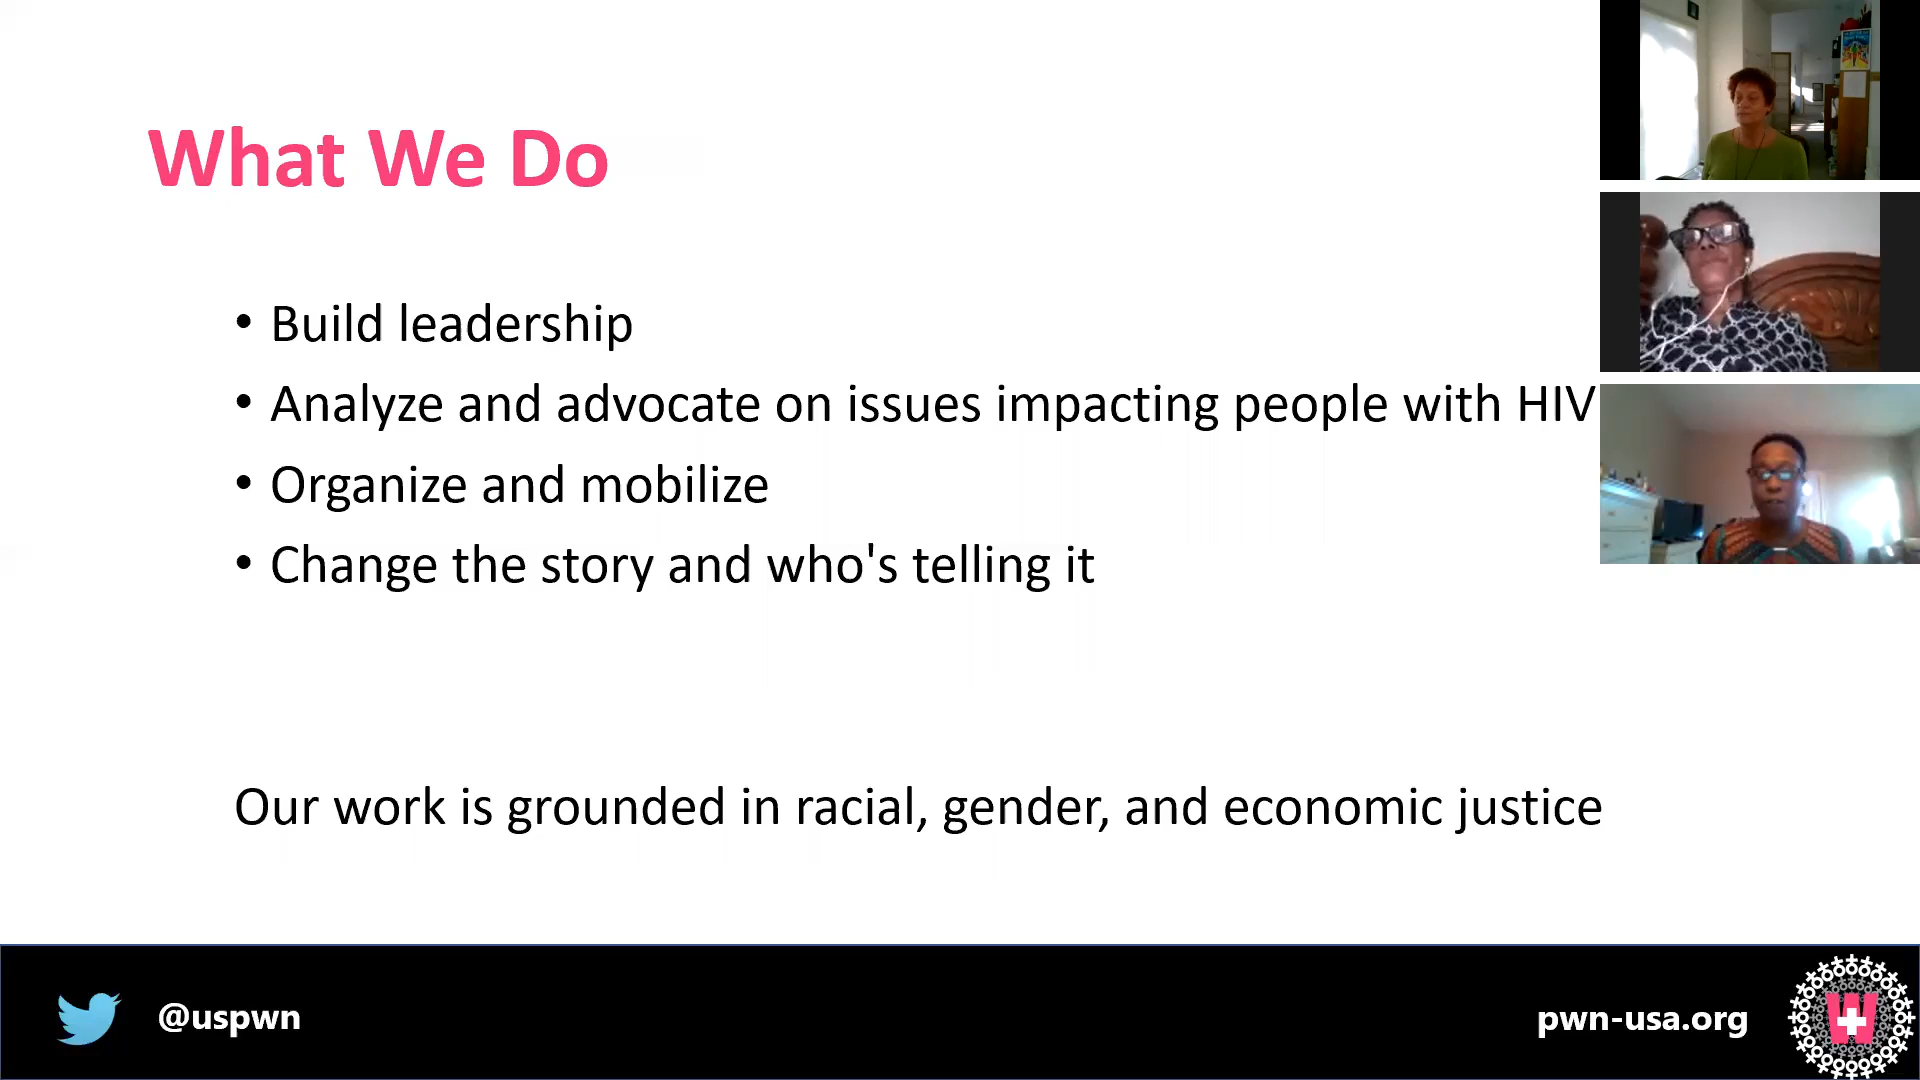 What We Do
• Build leadership
• Analyze and advocate on issues impacting people with HIV
• Organize and mobilize
• Change the story and who's telling it
Our work is grounded in racial, gender, and economic justice
@uspwn
pwn-usa.org
W